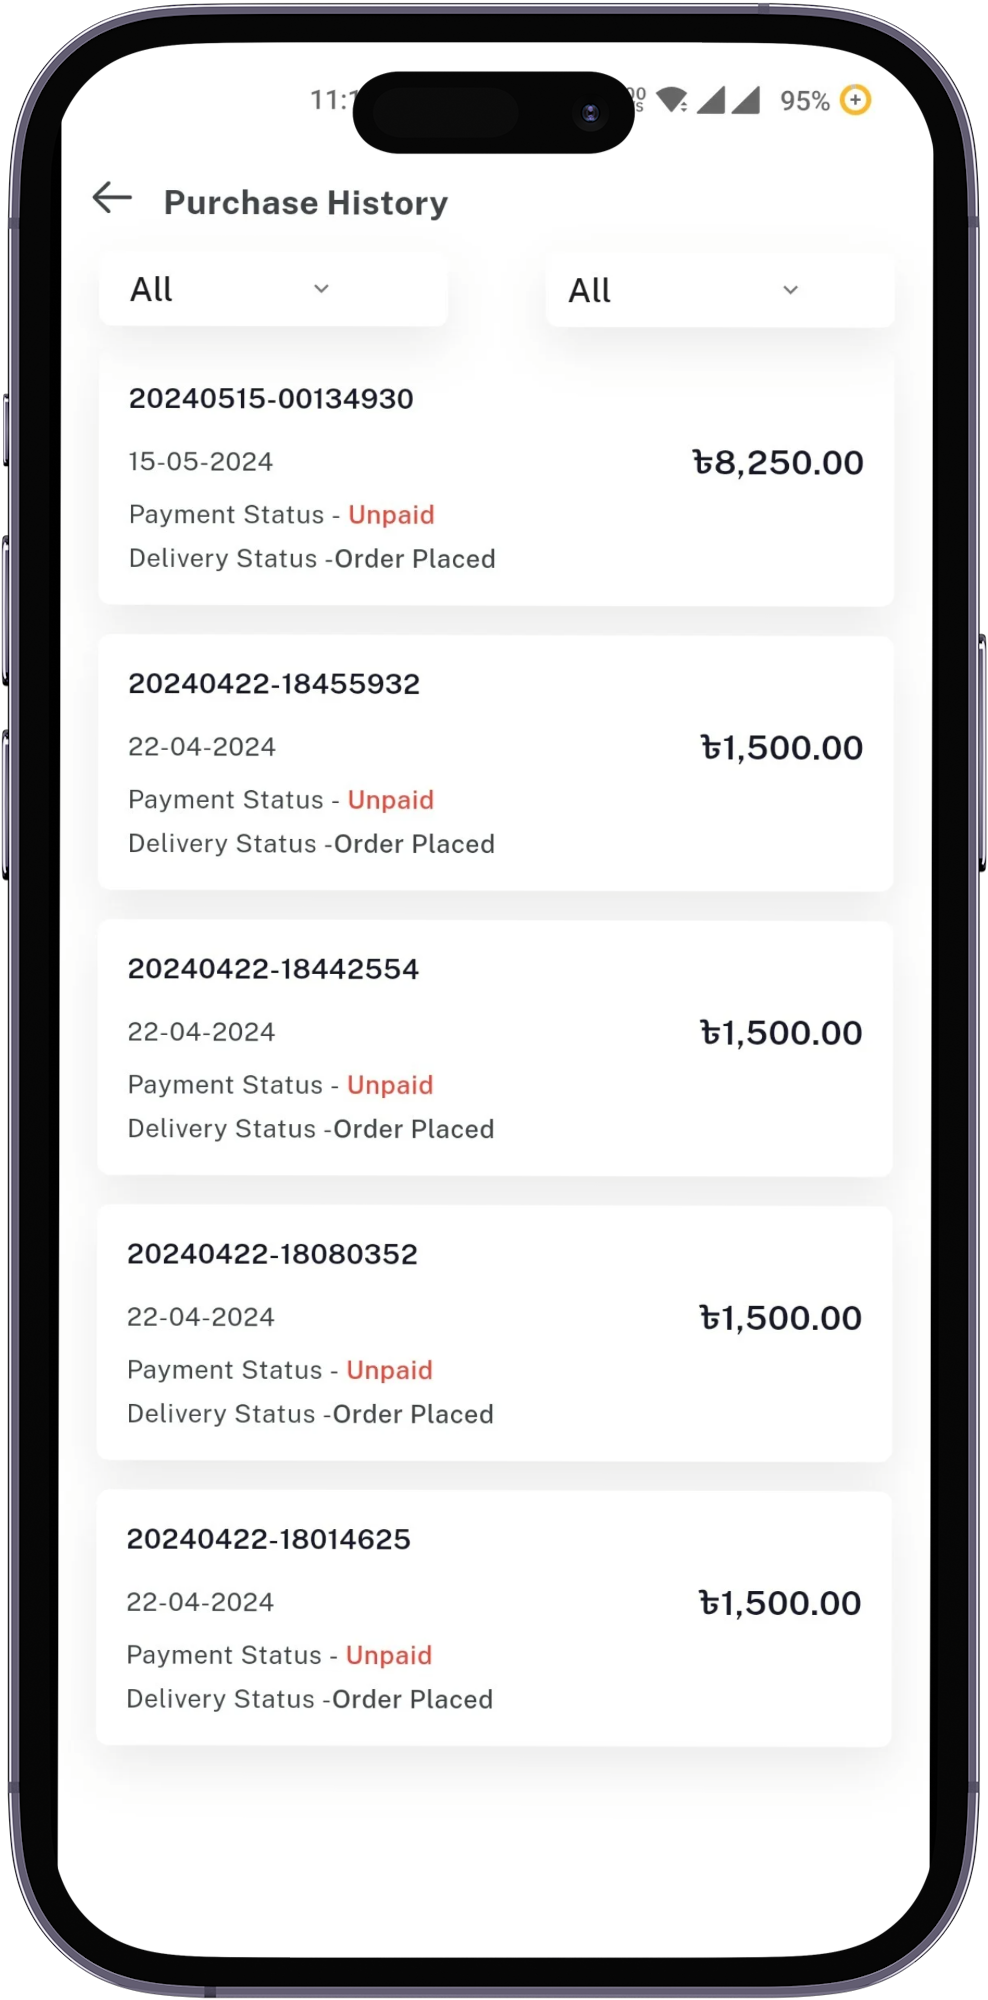 95%
Purchase History
All All
20240515-00134930
15-05-2024 ৳8,250.00
Payment Status - Unpaid
Delivery Status -Order Placed
20240422-18455932
22-04-2024 ৳1,500.00
Payment Status - Unpaid
Delivery Status -Order Placed
20240422-18442554
22-04-2024 ৳1,500.00
Payment Status - Unpaid
Delivery Status -Order Placed
20240422-18080352
22-04-2024 ৳1,500.00
Payment Status - Unpaid
Delivery Status -Order Placed
20240422-18014625
22-04-2024 ৳1,500.00
Payment Status - Unpaid
Delivery Status -Order Placed